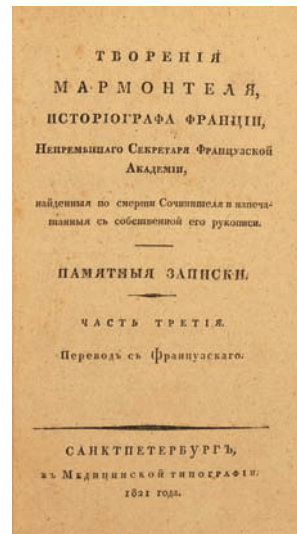 ТВОРЕНІЯ
МАРМОНТЕЛЯ,
ИСТОРІОГРАФА ФРАНЦІИ,
НЕПРЕМѢННАГО СЕКРЕТАРЯ ФРАНЦУЗСКОЙ
АКАДЕМІИ,
найденныя по смерти Сочинителя и напеча-
танныя съ собственной его рукописи.
ПАМЯТНЫЯ ЗАПИСКИ.
ЧАСТЬ ТРЕТІЯ.
Переводъ съ Французскаго.
САНКТПЕТЕРБУРГЪ,
въ Медицинской типографіи.
1821 года.